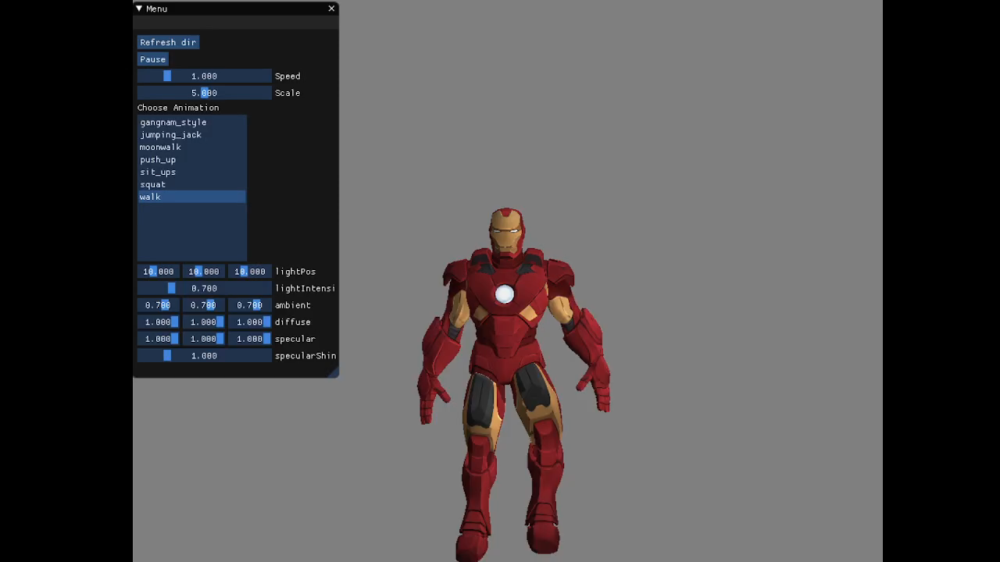 Menu
Refresh dir
Pause
1.000 Speed
5.000 Scale
Choose Animation
gangnam_style
jumping_jack
moonwalk
push_up
sit_ups
squat
walk
10.000 10.000 10.000 lightPos
0.700 lightIntensi
0.700 0.700 0.700 ambient
1.000 1.000 1.000 diffuse
1.000 1.000 1.000 specular
1.000 specularShin